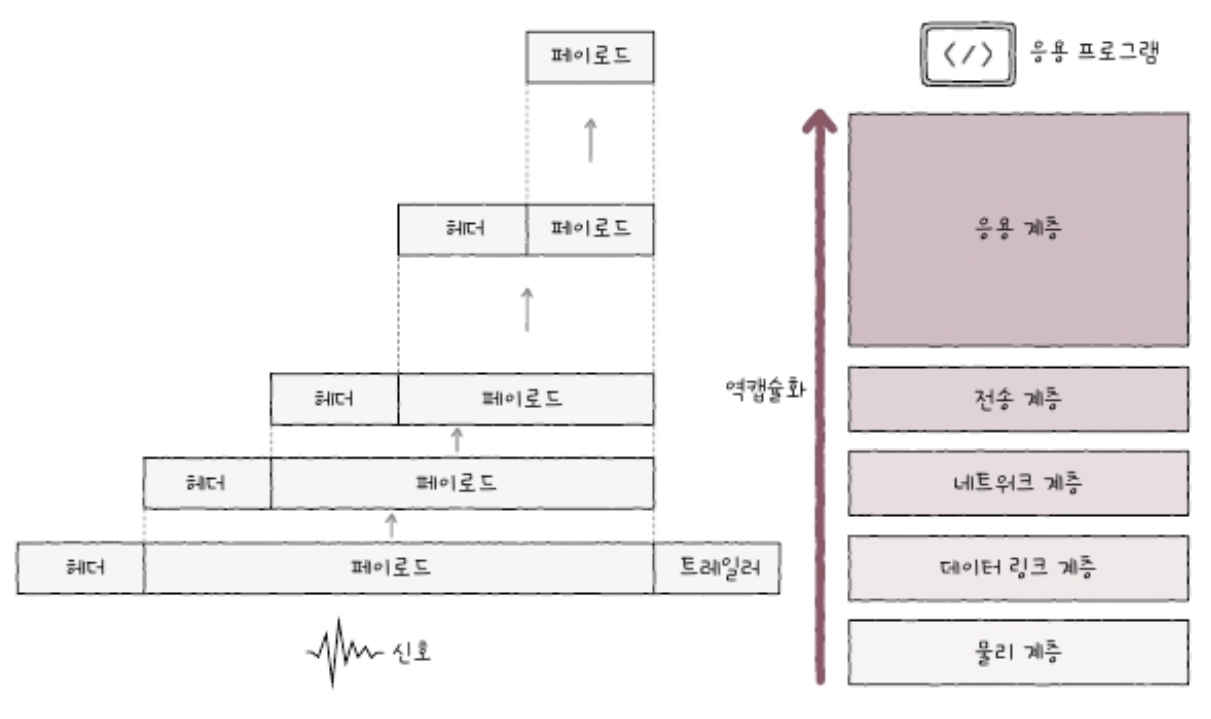 페이로드
헤더 페이로드
헤더 페이로드
헤더 페이로드
헤더 페이로드 트레일러
신호
역캡슐화
</> 응용 프로그램
응용 계층
전송 계층
네트워크 계층
데이터 링크 계층
물리 계층